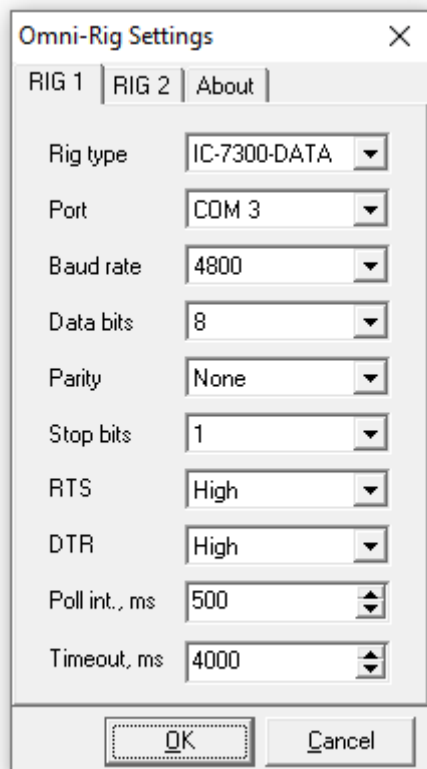 Omni-Rig Settings
RIG 1 RIG 2 About
Rig type IC-7300-DATA
Port COM 3
Baud rate 4800
Data bits 8
Parity None
Stop bits 1
RTS High
DTR High
Poll int., ms 500
Timeout, ms 4000
OK Cancel